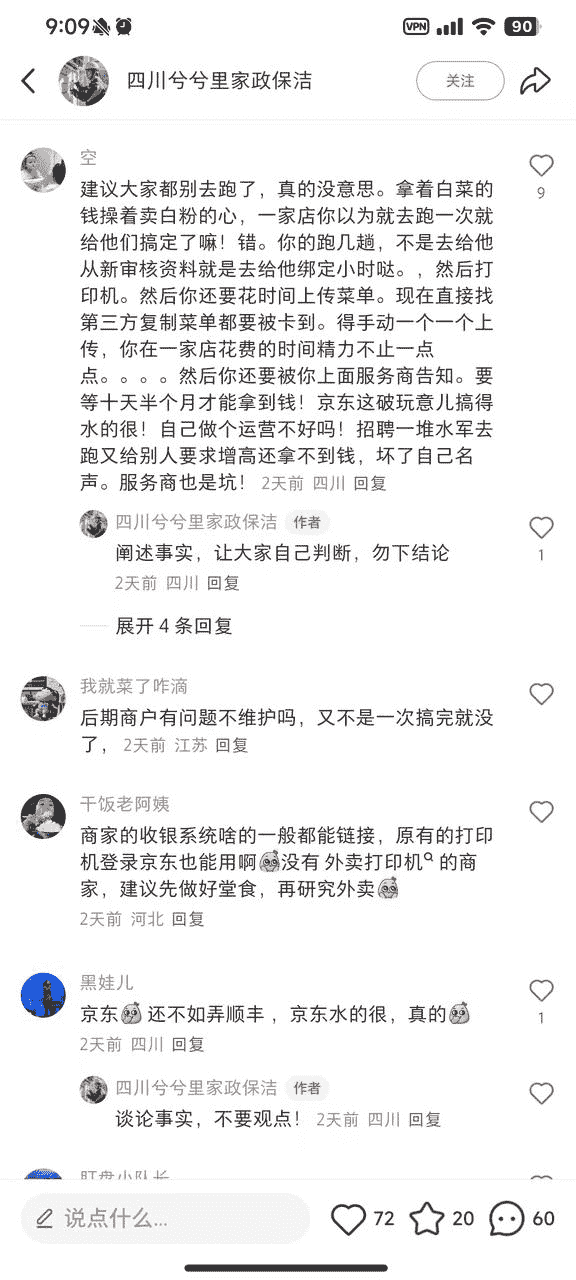 9:09
VPN
90
四川兮兮里家政保洁
关注
空
建议大家都别去跑了，真的没意思。拿着白菜的
钱操着卖白粉的心，一家店你以为就去跑一次就
给他们搞定了嘛！错。你的跑几趟，不是去给他
从新审核资料就是去给他绑定小时哒。，然后打
印机。然后你还要花时间上传菜单。现在直接找
第三方复制菜单都要被卡到。得手动一个一个上
传，你在一家店花费的时间精力不止一点
点。。。。然后你还要被你上面服务商告知。要
等十天半个月才能拿到钱！京东这破玩意儿搞得
水的很！自己做个运营不好吗！招聘一堆水军去
跑又给别人要求增高还拿不到钱，坏了自己名
声。服务商也是坑！ 2天前 四川 回复
9
四川兮兮里家政保洁 作者
阐述事实，让大家自己判断，勿下结论
2天前 四川 回复
1
展开 4 条回复
我就菜了咋滴
后期商户有问题不维护吗，又不是一次搞完就没
了， 2天前 江苏 回复
干饭老阿姨
商家的收银系统啥的一般都能链接，原有的打印
机登录京东也能用啊没有 外卖打印机 的商
家，建议先做好堂食，再研究外卖
2天前 河北 回复
黑娃儿
京东 还不如弄顺丰 ，京东水的很，真的
2天前 四川 回复
1
四川兮兮里家政保洁 作者
谈论事实，不要观点！ 2天前 四川 回复
盯盘小队长
说点什么...
72
20
60